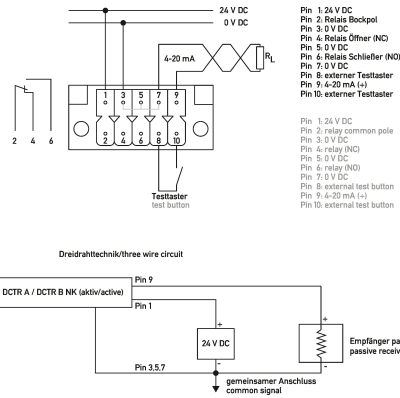 24 V DC
0 V DC
4-20 mA
RL
1 3 5 7 9
2 4 6 8 10
2 4 6
Testtaster
test button
Pin 1: 24 V DC
Pin 2: Relais Bockpol
Pin 3: 0 V DC
Pin 4: Relais Öffner (NC)
Pin 5: 0 V DC
Pin 6: Relais Schließer (NO)
Pin 7: 0 V DC
Pin 8: externer Testtaster
Pin 9: 4-20 mA (+)
Pin 10: externer Testtaster
Pin 1: 24 V DC
Pin 2: relay common pole
Pin 3: 0 V DC
Pin 4: relay (NC)
Pin 5: 0 V DC
Pin 6: relay (NO)
Pin 7: 0 V DC
Pin 8: external test button
Pin 9: 4-20 mA (+)
Pin 10: external test button
Dreidrahttechnik/three wire circuit
DCTR A / DCTR B NK (aktiv/active)
Pin 9
Pin 1
+
24 V DC
-
+
-
Empfänger pa
passive receiv
Pin 3,5,7
gemeinsamer Anschluss
common signal